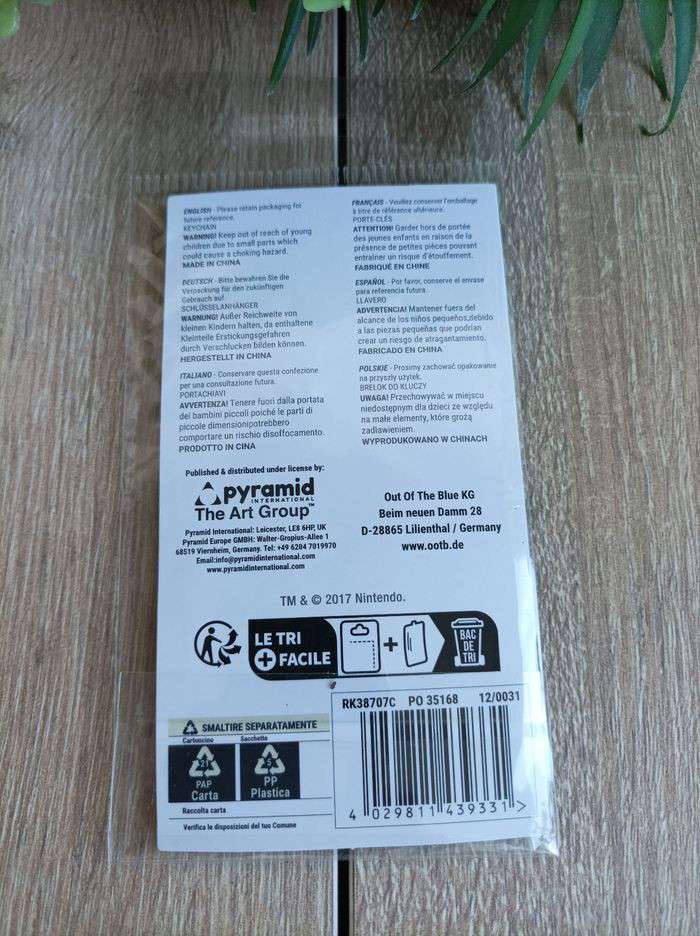 ENGLISH - Please retain packaging for
future reference.
KEYCHAIN
WARNING! Keep out of reach of young
children due to small parts which
could cause a choking hazard.
MADE IN CHINA
DEUTSCH - Bitte bewahren Sie die
Verpackung für den zukünftigen
Gebrauch auf
SCHLÜSSELANHÄNGER
WARNUNG! Außer Reichweite von
kleinen Kindern halten, da enthaltene
Kleinteile Erstickungsgefahren
durch Verschlucken bilden können.
HERGESTELLT IN CHINA
ITALIANO - Conservare questa confezione
per una consultazione futura.
PORTACHIAVI
AVVERTENZA! Tenere fuori dalla portata
dei bambini piccoli poiché le parti di
piccole dimensionipotrebbero
comportare un rischio disoffocamento.
PRODOTTO IN CINA
FRANÇAIS - Veuillez conserver l'emballage
à titre de référence ultérieure.
PORTE-CLÉS
ATTENTION! Garder hors de portée
des jeunes enfants en raison de la
présence de petites pièces pouvant
entraîner un risque d'étouffement.
FABRIQUÉ EN CHINE
ESPAÑOL - Por favor, conserve el envase
para referencia futura.
LLAVERO
ADVERTENCIA! Mantener fuera del
alcance de los niños pequeños,debido
a las piezas pequeñas que podrían
crear un riesgo de atragantamiento.
FABRICADO EN CHINA
POLSKIE - Prosimy zachować opakowanie
na przyszły użytek.
BRELOK DO KLUCZY
UWAGA! Przechowywać w miejscu
niedostępnym dla dzieci ze względu
na małe elementy, które grożą
zadławieniem.
WYPRODUKOWANO W CHINACH
Published & distributed under license by:
pyramid
INTERNATIONAL
The Art Group™
Pyramid International: Leicester, LE8 6HP, UK
Pyramid Europe GMBH: Walter-Gropius-Allee 1
68519 Viernheim, Germany. Tel: +49 6204 7019970
Email:info@pyramidinternational.com
www.pyramidinternational.com
Out Of The Blue KG
Beim neuen Damm 28
D-28865 Lilienthal / Germany
www.ootb.de
TM & © 2017 Nintendo.
LE TRI
+ FACILE
+
BAC
DE
TRI
SMALTIRE SEPARATAMENTE
Cartoncino Sacchetto
21
PAP
Carta
5
PP
Plastica
Raccolta carta
Verifica le disposizioni del tuo Comune
RK38707C PO 35168 12/0031
4 029811 439331 >